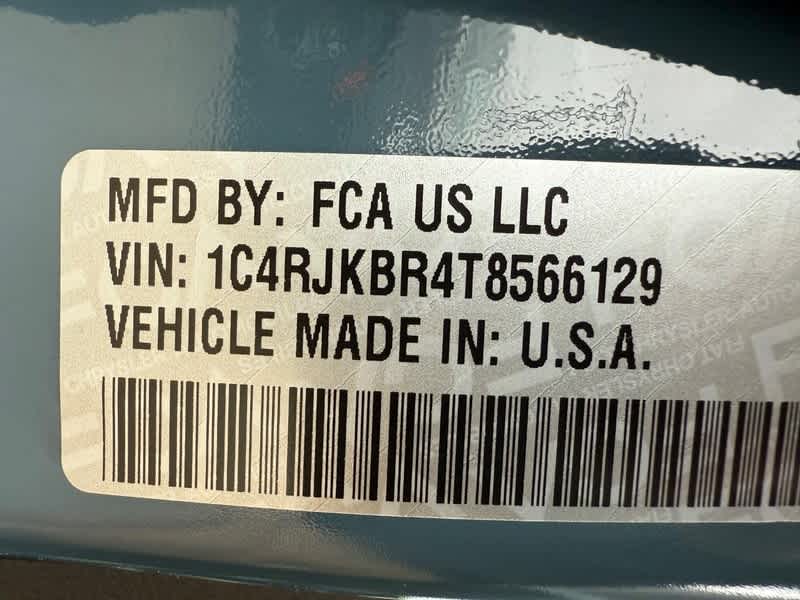 MFD BY: FCA US LLC
VIN: 1C4RJKBR4T8566129
VEHICLE MADE IN: U.S.A.